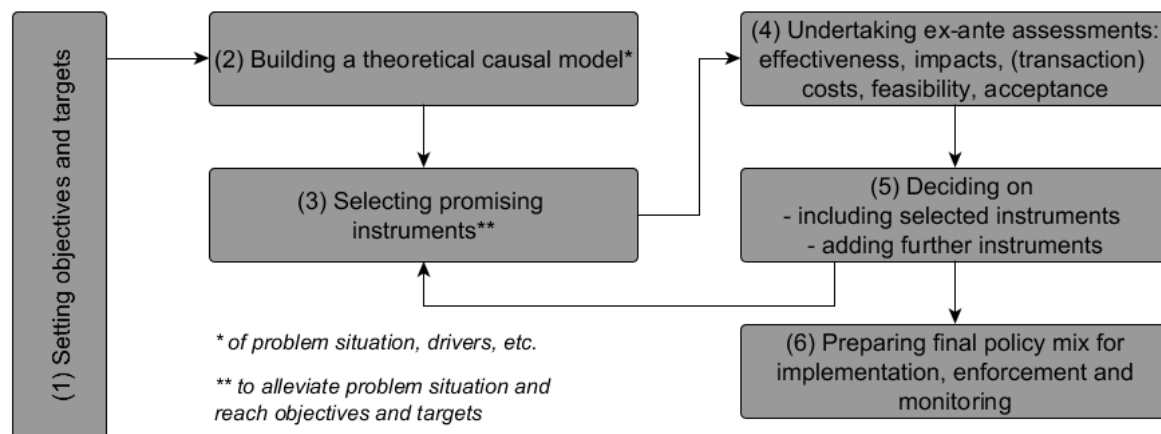 (1) Setting objectives and targets
(2) Building a theoretical causal model*
(3) Selecting promising
instruments**
(4) Undertaking ex-ante assessments:
effectiveness, impacts, (transaction)
costs, feasibility, acceptance
(5) Deciding on
- including selected instruments
- adding further instruments
(6) Preparing final policy mix for
implementation, enforcement and
monitoring
* of problem situation, drivers, etc.
** to alleviate problem situation and
reach objectives and targets